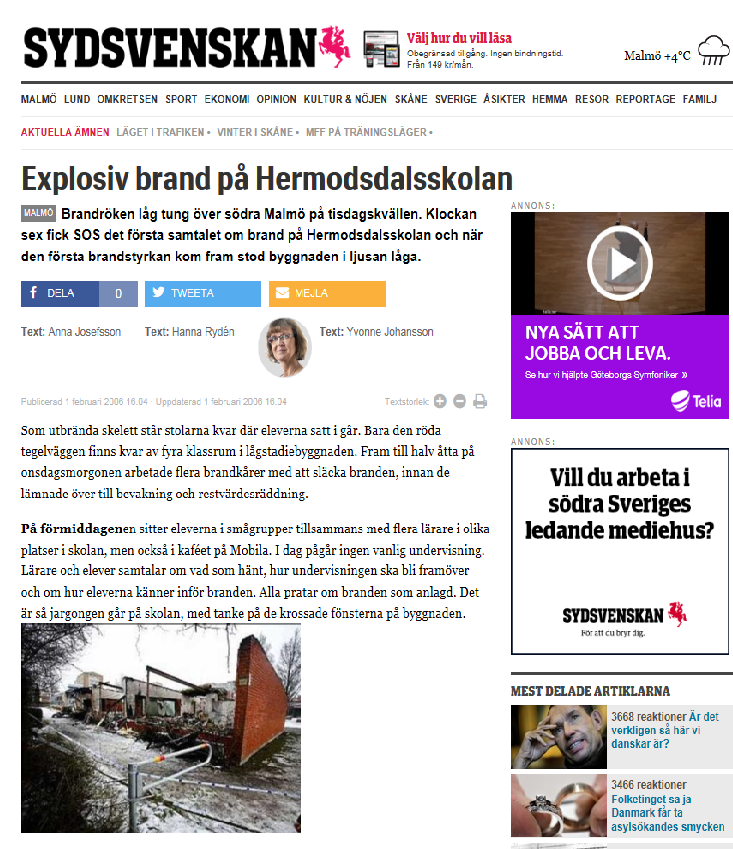 SYDSVENSKAN
Välj hur du vill läsa
Obegränsad tillgång. Ingen bindningstid.
Från 149 kr/mån.
Malmö +4°C
MALMÖ LUND OMKRETSEN SPORT EKONOMI OPINION KULTUR & NÖJEN SKÅNE SVERIGE ÅSIKTER HEMMA RESOR REPORTAGE FAMILJ
AKTUELLA ÄMNEN LÄGET I TRAFIKEN • VINTER I SKÅNE • MFF PÅ TRÄNINGSLÄGER •
Explosiv brand på Hermodsdalsskolan
MALMÖ Brandröken låg tung över södra Malmö på tisdagskvällen. Klockan
sex fick SOS det första samtalet om brand på Hermodsdalsskolan och när
den första brandstyrkan kom fram stod byggnaden i ljusan låga.
DELA 0 TWEETA MEJLA
Text: Anna Josefsson Text: Hanna Rydén Text: Yvonne Johansson
Publicerad 1 februari 2006 16.04 Uppdaterad 1 februari 2006 16.04 Textstorlek:
Som utbrända skelett står stolarna kvar där eleverna satt i går. Bara den röda
tegelväggen finns kvar av fyra klassrum i lågstadiebyggnaden. Fram till halv åtta på
onsdagsmorgonen arbetade flera brandkårer med att släcka branden, innan de
lämnade över till bevakning och restvärdesräddning.
På förmiddagenen sitter eleverna i smågrupper tillsammans med flera lärare i olika
platser i skolan, men också i kaféet på Mobila. I dag pågår ingen vanlig undervisning.
Lärare och elever samtalar om vad som hänt, hur undervisningen ska bli framöver
och om hur eleverna känner inför branden. Alla pratar om branden som anlagd. Det
är så jargongen går på skolan, med tanke på de krossade fönsterna på byggnaden.
ANNONS:
NYA SÄTT ATT
JOBBA OCH LEVA.
Se hur vi hjälpte Göteborgs Symfoniker »
Telia
ANNONS:
Vill du arbeta i
södra Sveriges
ledande mediehus?
SYDSVENSKAN
För att du bryr dig.
MEST DELADE ARTIKLARNA
3668 reaktioner Är det
verkligen så här vi
danskar är?
3466 reaktioner
Folketinget sa ja
Danmark får ta
asylsökandes smycken